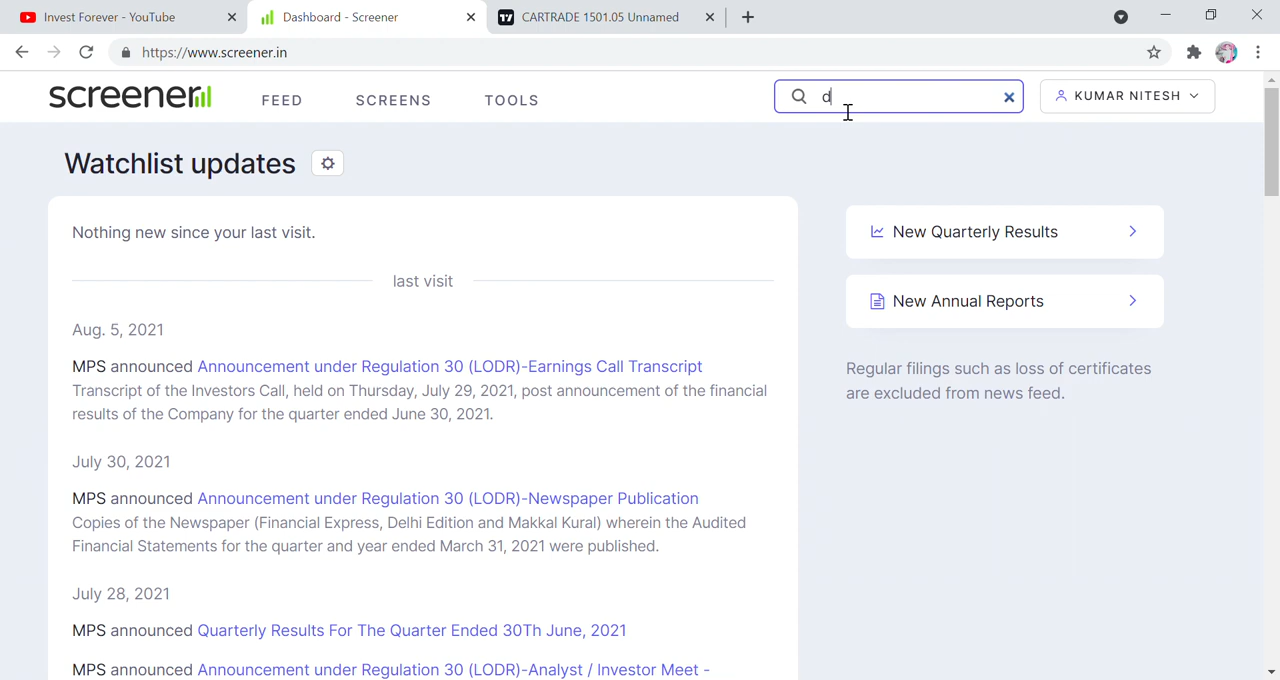 Invest Forever - YouTube
Dashboard - Screener
CARTRADE 1501.05 Unnamed
https://www.screener.in
screener
FEED
SCREENS
TOOLS
d
KUMAR NITESH
Watchlist updates
Nothing new since your last visit.
last visit
Aug. 5, 2021
MPS announced Announcement under Regulation 30 (LODR)-Earnings Call Transcript
Transcript of the Investors Call, held on Thursday, July 29, 2021, post announcement of the financial
results of the Company for the quarter ended June 30, 2021.
July 30, 2021
MPS announced Announcement under Regulation 30 (LODR)-Newspaper Publication
Copies of the Newspaper (Financial Express, Delhi Edition and Makkal Kural) wherein the Audited
Financial Statements for the quarter and year ended March 31, 2021 were published.
July 28, 2021
MPS announced Quarterly Results For The Quarter Ended 30Th June, 2021
MPS announced Announcement under Regulation 30 (LODR)-Analyst / Investor Meet -
New Quarterly Results
New Annual Reports
Regular filings such as loss of certificates
are excluded from news feed.